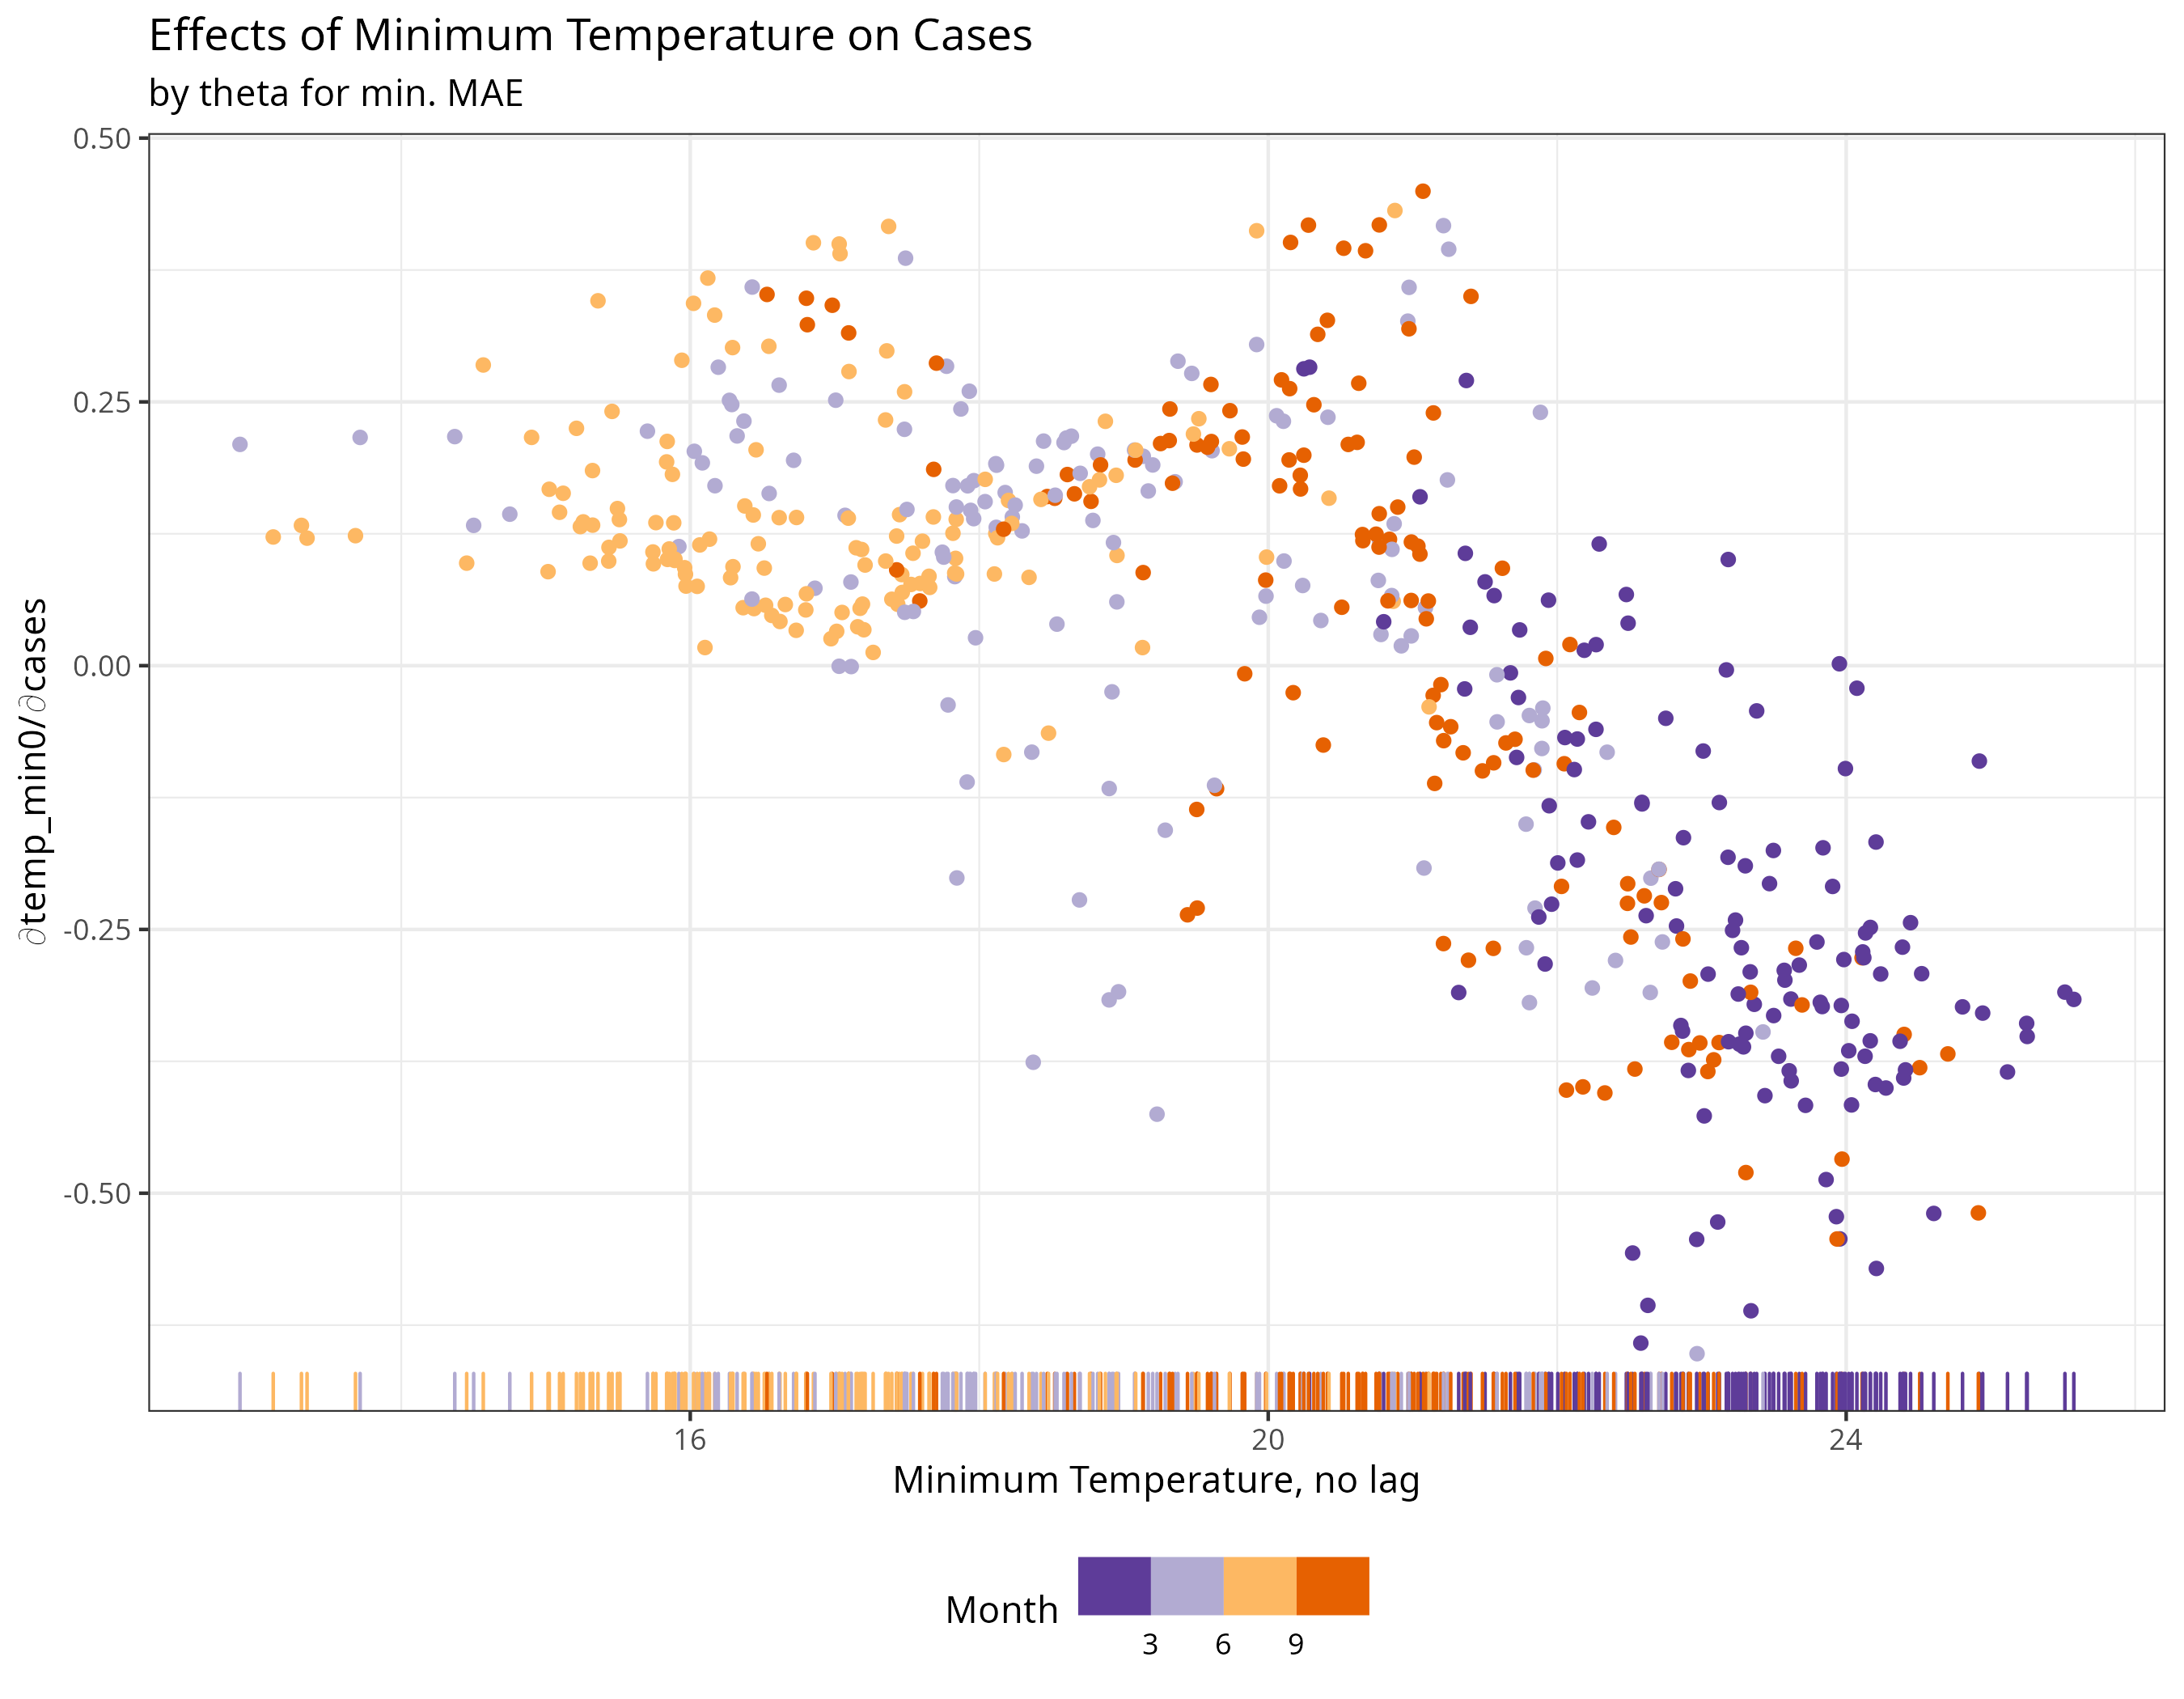 Effects of Minimum Temperature on Cases
by theta for min. MAE
0.50
0.25
0.00
-0.25
-0.50
∂temp_min0/∂cases
16 20 24
Minimum Temperature, no lag
Month
3 6 9